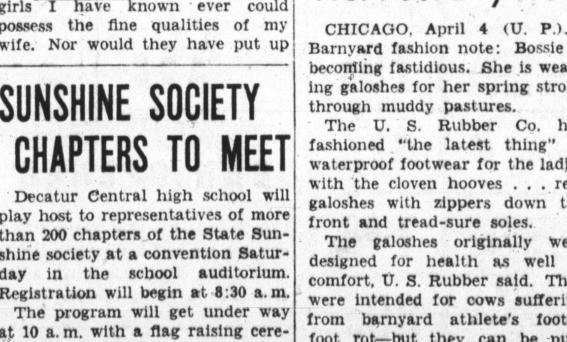 girls I have known ever could
possess the fine qualities of my
wife. Nor would they have put up
SUNSHINE SOCIETY
CHAPTERS TO MEET
Decatur Central high school will
play host to representatives of more
than 200 chapters of the State Sun-
shine society at a convention Satur-
day in the school auditorium.
Registration will begin at 8:30 a. m.
The program will get under way
at 10 a. m. with a flag raising cere-
CHICAGO, April 4 (U. P.).
Barnyard fashion note: Bossie
becoming fastidious. She is wea
ing galoshes for her spring stro
through muddy pastures.
The U. S. Rubber Co. h
fashioned "the latest thing"
waterproof footwear for the lad
with the cloven hooves . . . re
galoshes with zippers down t
front and tread-sure soles.
The galoshes originally we
designed for health as well
comfort, U. S. Rubber said. Th
were intended for cows sufferin
from barnyard athlete's foot
foot rot—but they can be pu